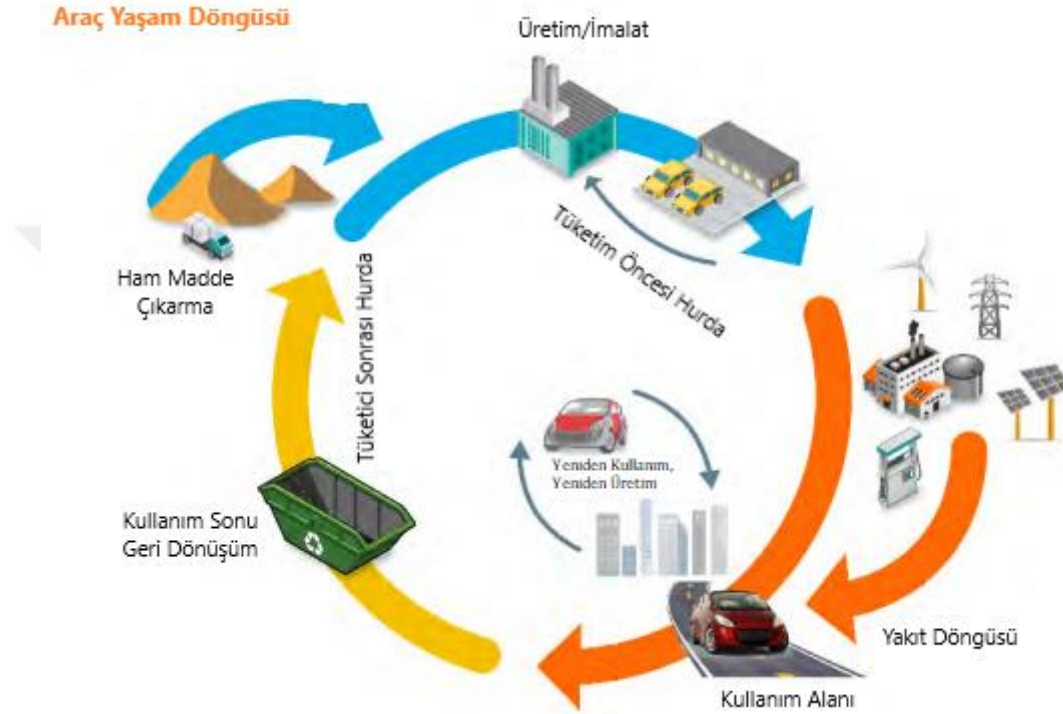 Araç Yaşam Döngüsü
Üretim/İmalat
Ham Madde
Çıkarma
Tüketim Öncesi Hurda
Tüketici Sonrası Hurda
Yeniden Kullanım,
Yeniden Üretim
Kullanım Sonu
Geri Dönüşüm
Yakıt Döngüsü
Kullanım Alanı